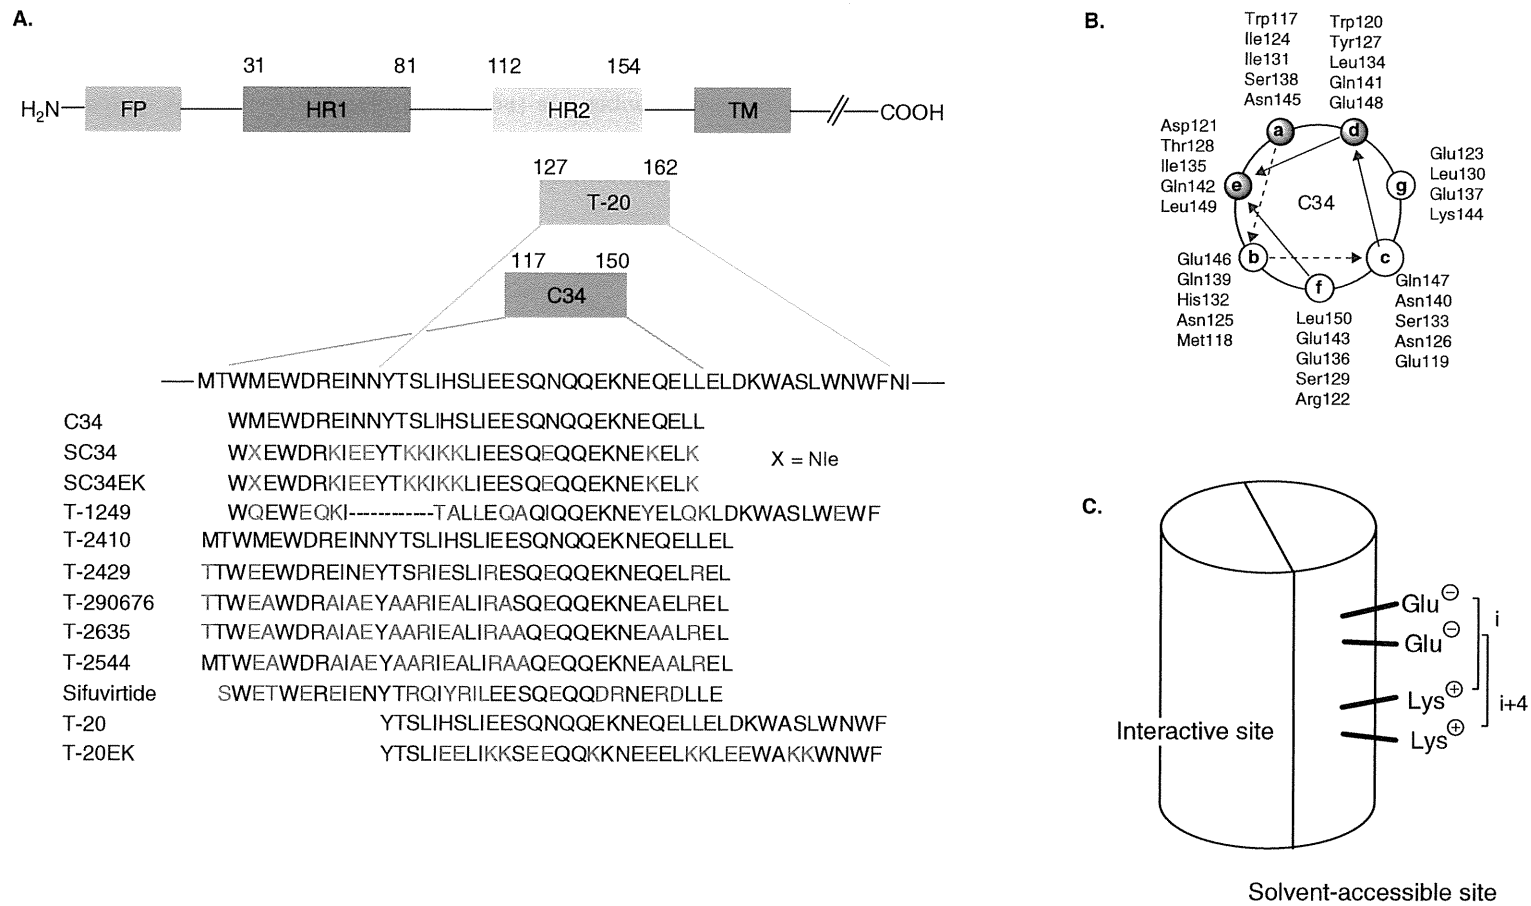 A.
31 81 112 154
H2N FP HR1 HR2 TM COOH
127 162
T-20
117 150
C34
MTWMEWDREINNYTSLIHSLIEESQNQQEKNEQELLELDKWASLWNWFNI
C34 WMEWDREINNYTSLIHSLIEESQNQQEKNEQELL
SC34 WXEWDRKIEEYTKKIKKLIEESQEQQEKNEKELK
X = Nle
SC34EK WXEWDRKIEEYTKKIKKLIEESQEQQEKNEKELK
T-1249 WQEWEQKI------------TALLEQAQIQQEKNEYELQKLDKWASLWEWF
T-2410 MTWMEWDREINNYTSLIHSLIEESQNQQEKNEQELLEL
T-2429 TTWEEWDREINEYTSRIESLIRESQEQQEKNEQELREL
T-290676 TTWEAWDRAIAEYAARIEALIRASQEQQEKNEAELREL
T-2635 TTWEAWDRAIAEYAARIEALIRAAQEQQEKNEAALREL
T-2544 MTWEAWDRAIAEYAARIEALIRAAQEQQEKNEAALREL
Sifuvirtide SWETWEREIENYTRQIYRILEESQEQQDRNERDLLE
T-20 YTSLIHSLIEESQNQQEKNEQELLELDKWASLWNWF
T-20EK YTSLIEELIKKSEEQQKKNEEELKKLEEWAKKWNWF
B.
Trp117 Trp120
Ile124 Tyr127
Ile131 Leu134
Ser138 Gln141
Asn145 Glu148
a d
Asp121
Thr128
Ile135
Gln142
Leu149
e
g
Glu123
Leu130
Glu137
Lys144
C34
b c
f
Glu146
Gln139
His132
Asn125
Met118
Leu150
Glu143
Glu136
Ser129
Arg122
Gln147
Asn140
Ser133
Asn126
Glu119
C.
Glu ⊖
i
Glu ⊖
Lys ⊕
i+4
Lys ⊕
Interactive site
Solvent-accessible site